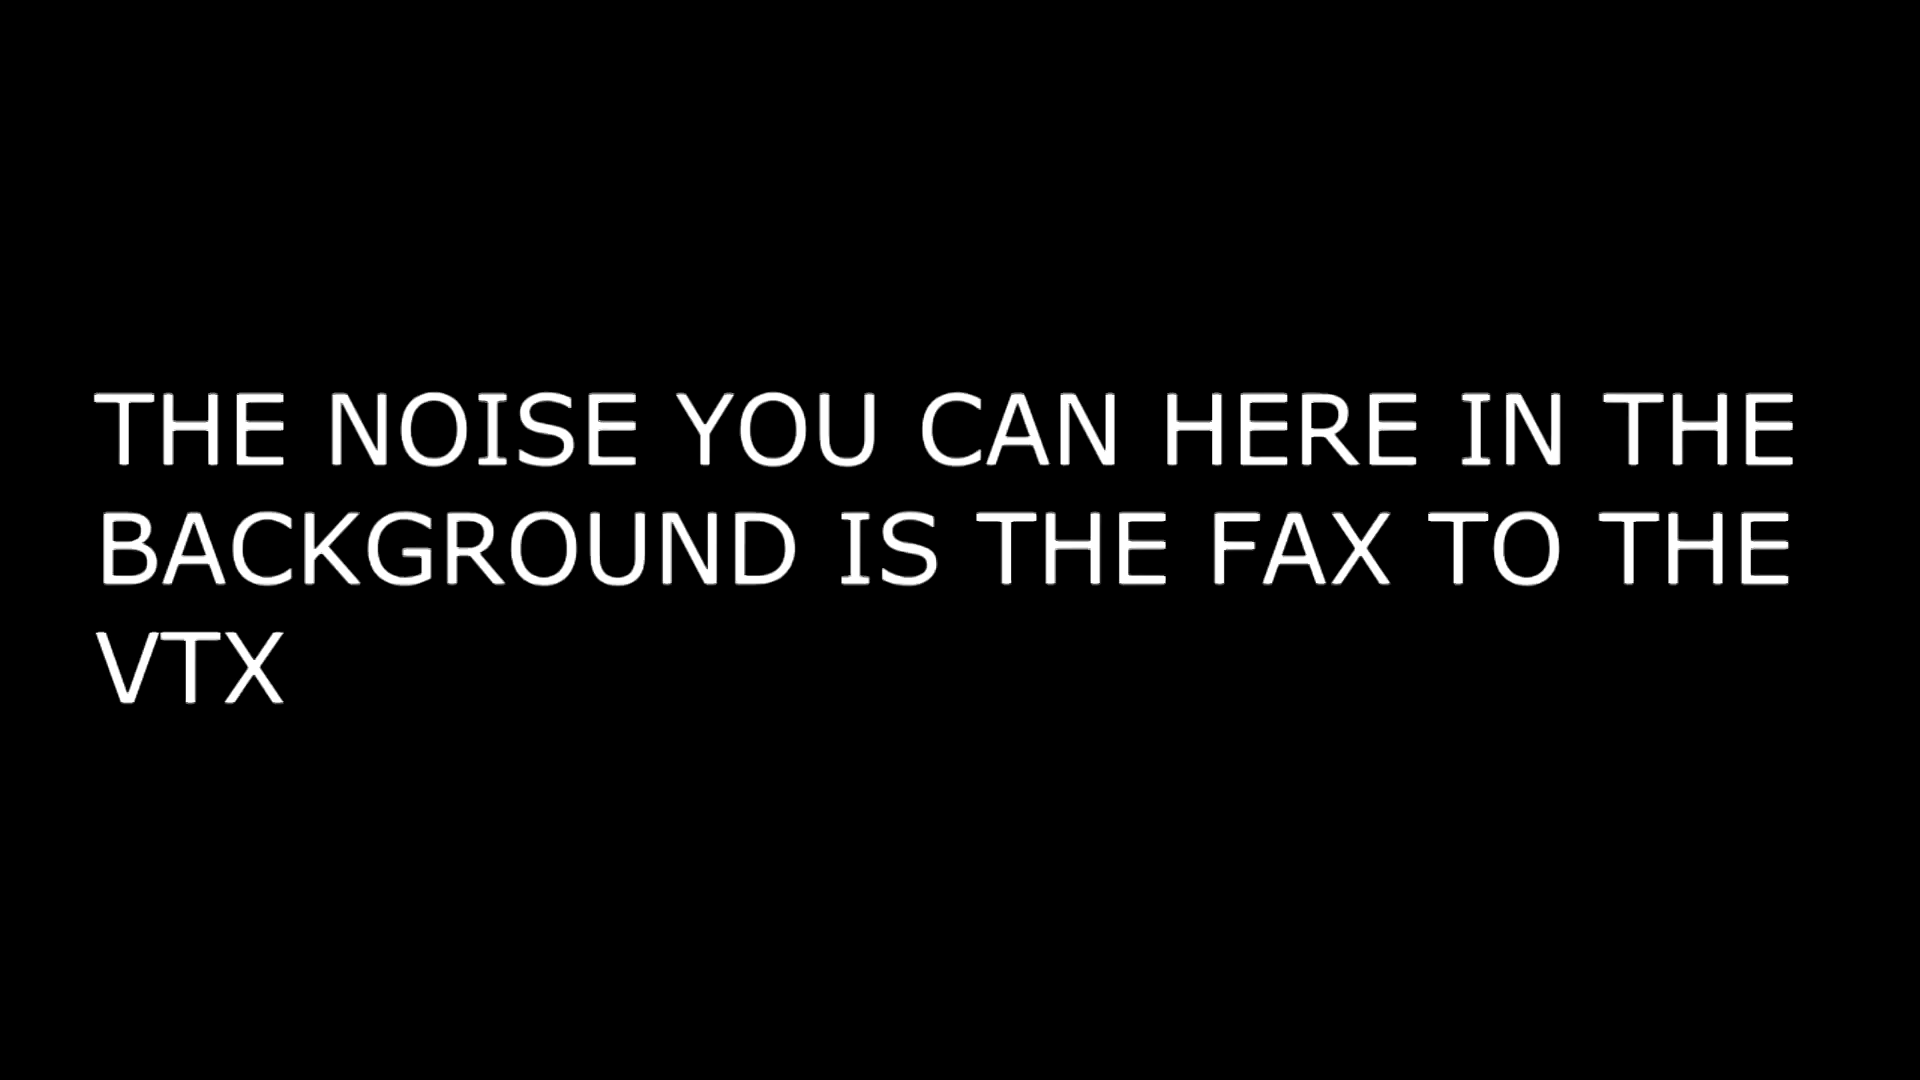 THE NOISE YOU CAN HERE IN THE
BACKGROUND IS THE FAX TO THE
VTX